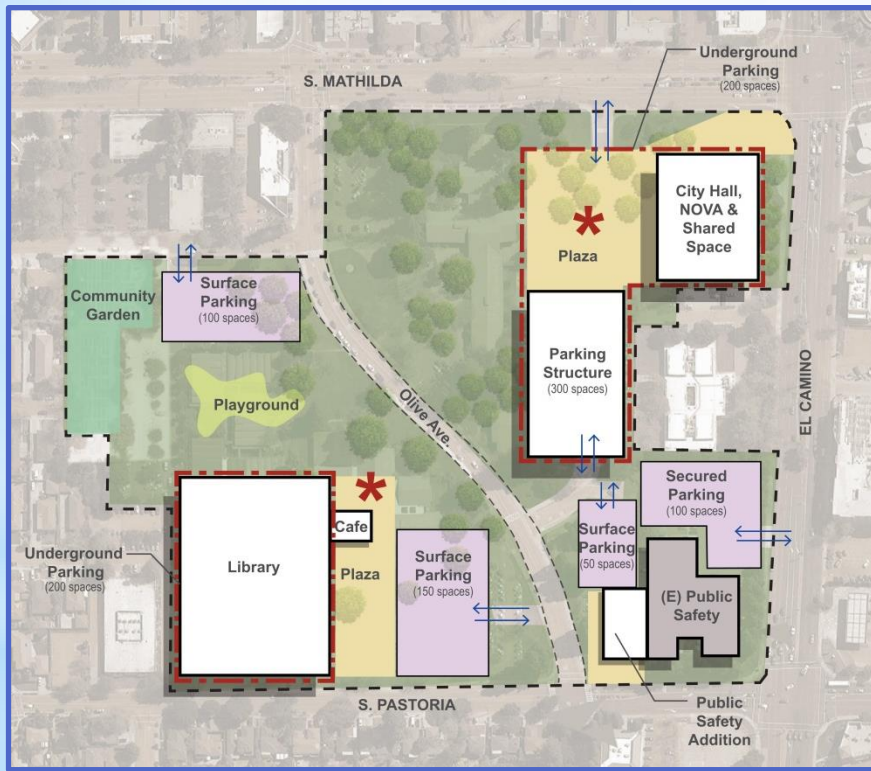 Underground
Parking
(200 spaces)
S. MATHILDA
City Hall,
NOVA &
Shared
Space
*
Plaza
Community
Garden
Surface
Parking
(100 spaces)
Parking
Structure
(300 spaces)
EL CAMINO
Playground
Olive Ave.
Secured
Parking
(100 spaces)
*
Cafe
Surface
Parking
(50 spaces)
Underground
Parking
(200 spaces)
Library
Plaza
Surface
Parking
(150 spaces)
(E) Public
Safety
S. PASTORIA
Public
Safety
Addition